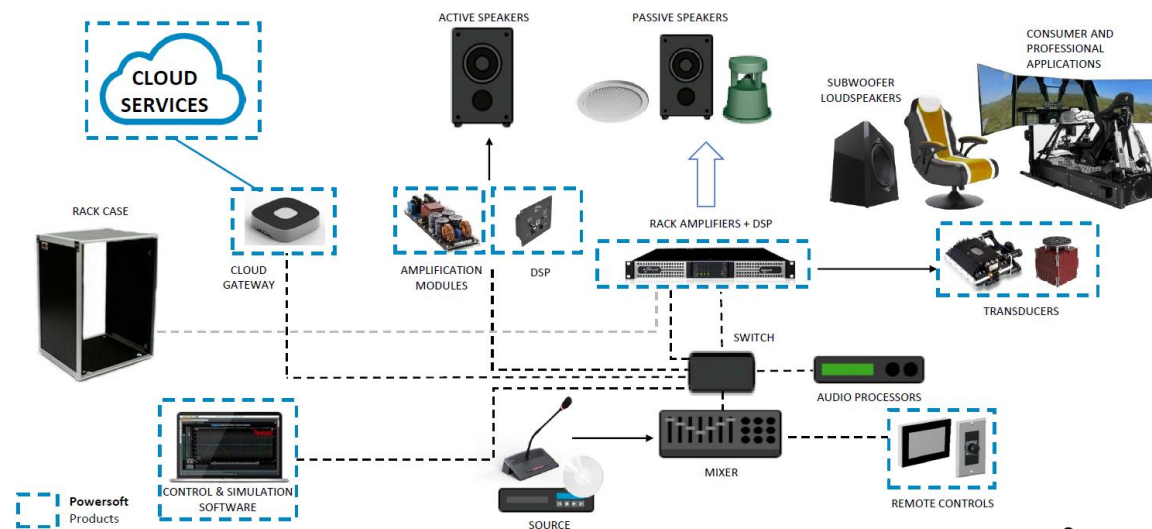 ACTIVE SPEAKERS
PASSIVE SPEAKERS
CONSUMER AND
PROFESSIONAL
APPLICATIONS
CLOUD
SERVICES
SUBWOOFER
LOUDSPEAKERS
RACK CASE
RACK AMPLIFIERS + DSP
CLOUD
GATEWAY
AMPLIFICATION
MODULES
DSP
TRANSDUCERS
SWITCH
AUDIO PROCESSORS
MIXER
CONTROL & SIMULATION
SOFTWARE
REMOTE CONTROLS
SOURCE
Powersoft
Products